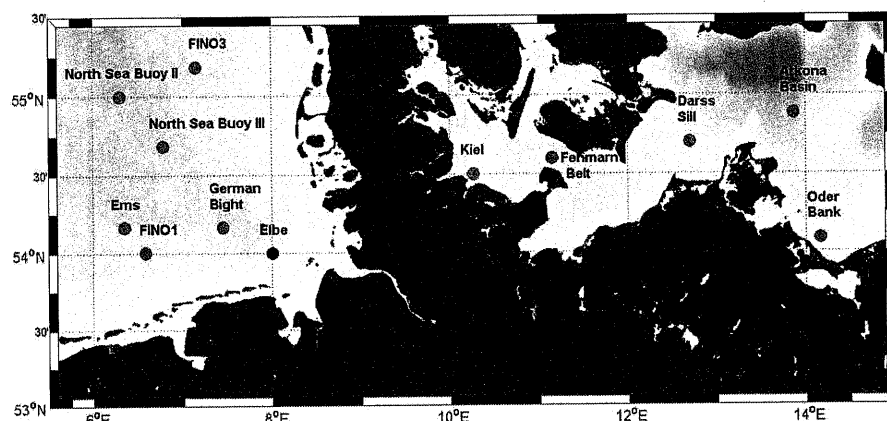 30'
FINO3
North Sea Buoy II
Arkona
Basin
55°N
Darss
Sill
North Sea Buoy III
Kiel
Fehmarn
Belt
30'
German
Bight
Ems
Oder
Bank
FINO1
Elbe
54°N
30'
53°N
6°E
8°E
10°E
12°E
14°E